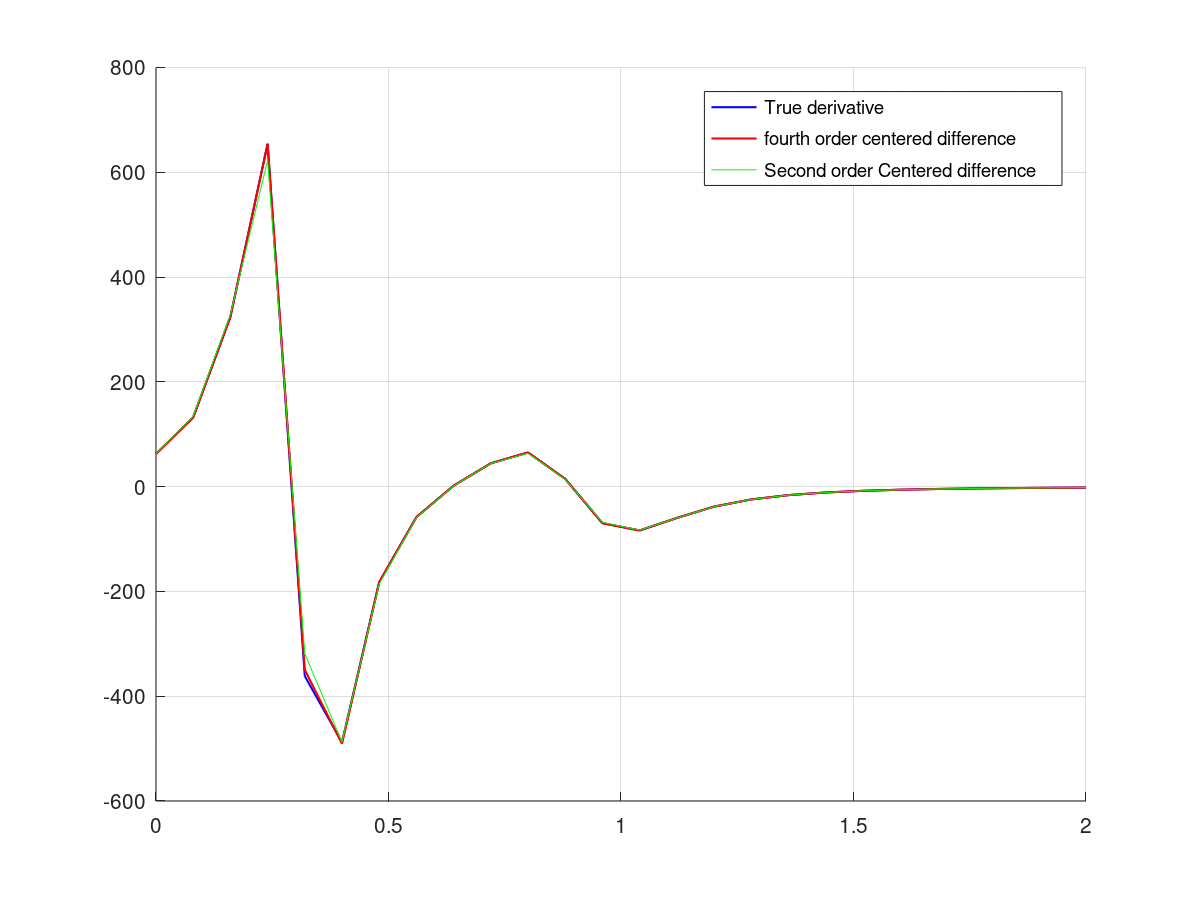 800
600
400
200
0
-200
-400
-600
0 0.5 1 1.5 2
True derivative
fourth order centered difference
Second order Centered difference